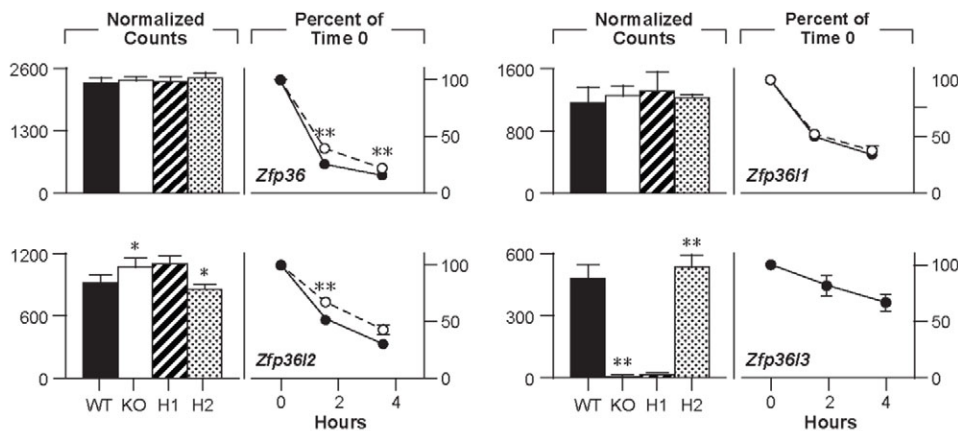 Normalized Counts
Percent of Time 0
Normalized Counts
Percent of Time 0
2600
1300
0
100
50
0
**
**
Zfp36
1600
800
0
100
50
0
Zfp36l1
1200
600
0
*
*
WT KO H1 H2
100
50
0
**
Zfp36l2
0 2 4
Hours
600
300
0
**
**
WT KO H1 H2
100
50
0
Zfp36l3
0 2 4
Hours